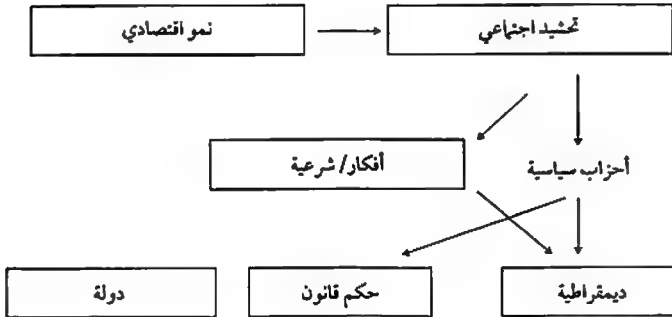 نمو اقتصادي
تحشيد اجتماعي
أفكار/ شرعية
أحزاب سياسية
دولة
حكم قانون
ديمقراطية